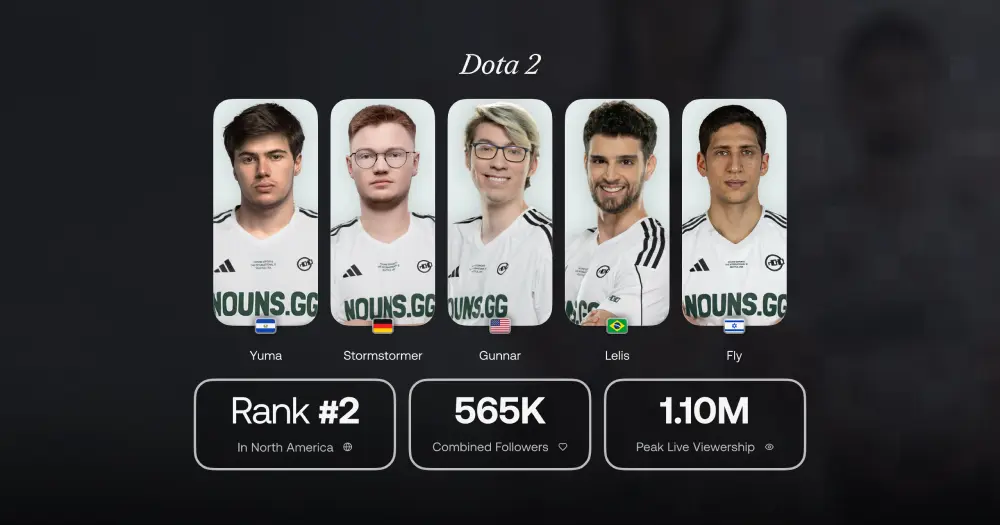 Dota 2
NOUNS.GG
NOUNS.GG
OUNS.GG
GG
NOUNS.GG
Yuma
Stormstormer
Gunnar
Lelis
Fly
Rank #2
In North America
565K
Combined Followers
1.10M
Peak Live Viewership